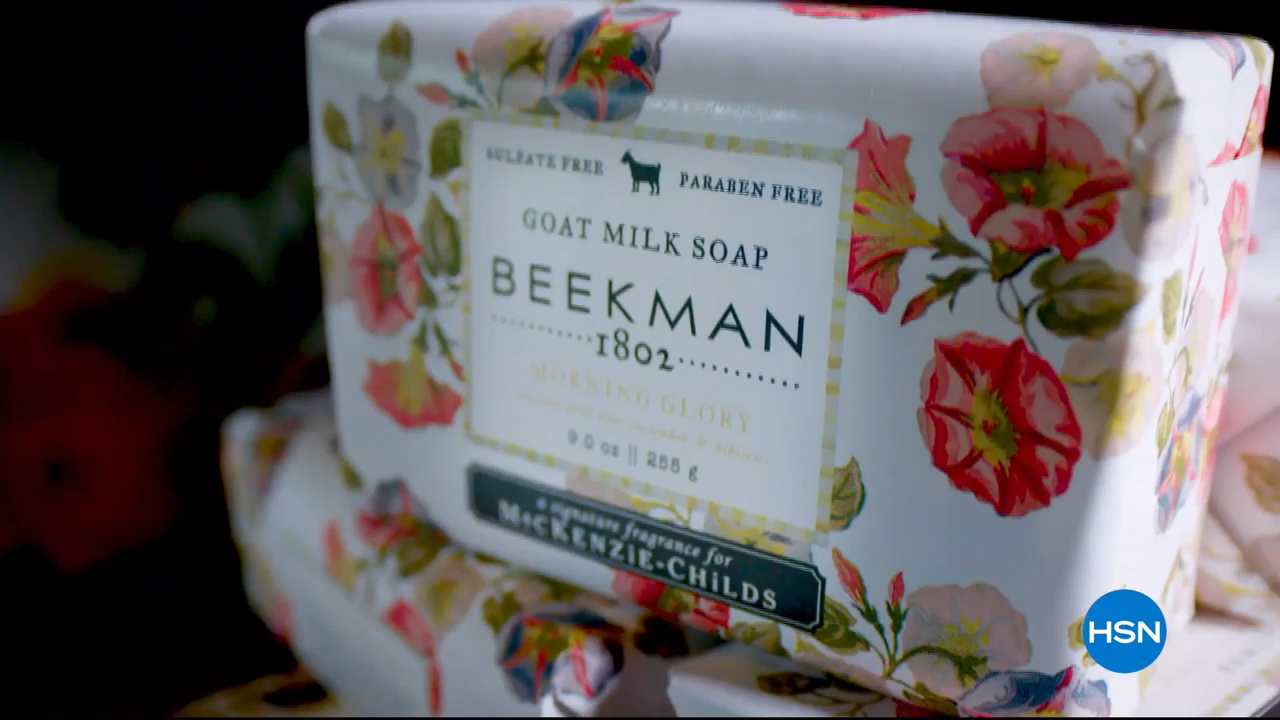 SULFATE FREE PARABEN FREE
GOAT MILK SOAP
BEEKMAN
1802
MORNING GLORY
9.0 oz || 255 g
a signature fragrance for
McKENZiE-CHiLDS
HSN